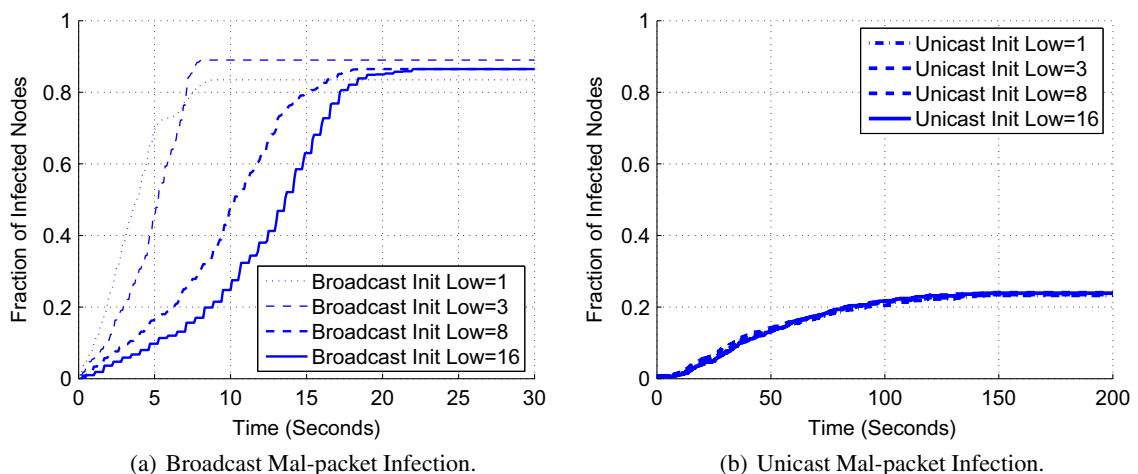 1
0.8
0.6
0.4
0.2
0
Fraction of Infected Nodes
0 5 10 15 20 25 30
Time (Seconds)
Broadcast Init Low=1
Broadcast Init Low=3
Broadcast Init Low=8
Broadcast Init Low=16
(a) Broadcast Mal-packet Infection.
1
0.8
0.6
0.4
0.2
0
Fraction of Infected Nodes
Unicast Init Low=1
Unicast Init Low=3
Unicast Init Low=8
Unicast Init Low=16
0 50 100 150 200
Time (Seconds)
(b) Unicast Mal-packet Infection.